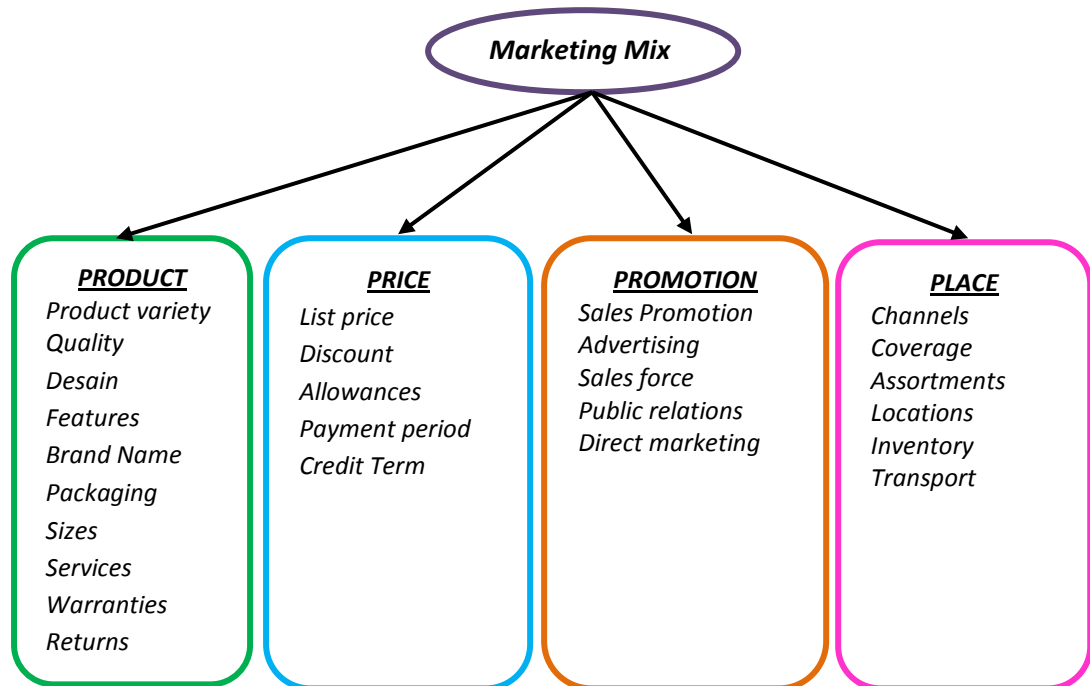 Marketing Mix
PRODUCT
Product variety
Quality
Desain
Features
Brand Name
Packaging
Sizes
Services
Warranties
Returns
PRICE
List price
Discount
Allowances
Payment period
Credit Term
PROMOTION
Sales Promotion
Advertising
Sales force
Public relations
Direct marketing
PLACE
Channels
Coverage
Assortments
Locations
Inventory
Transport